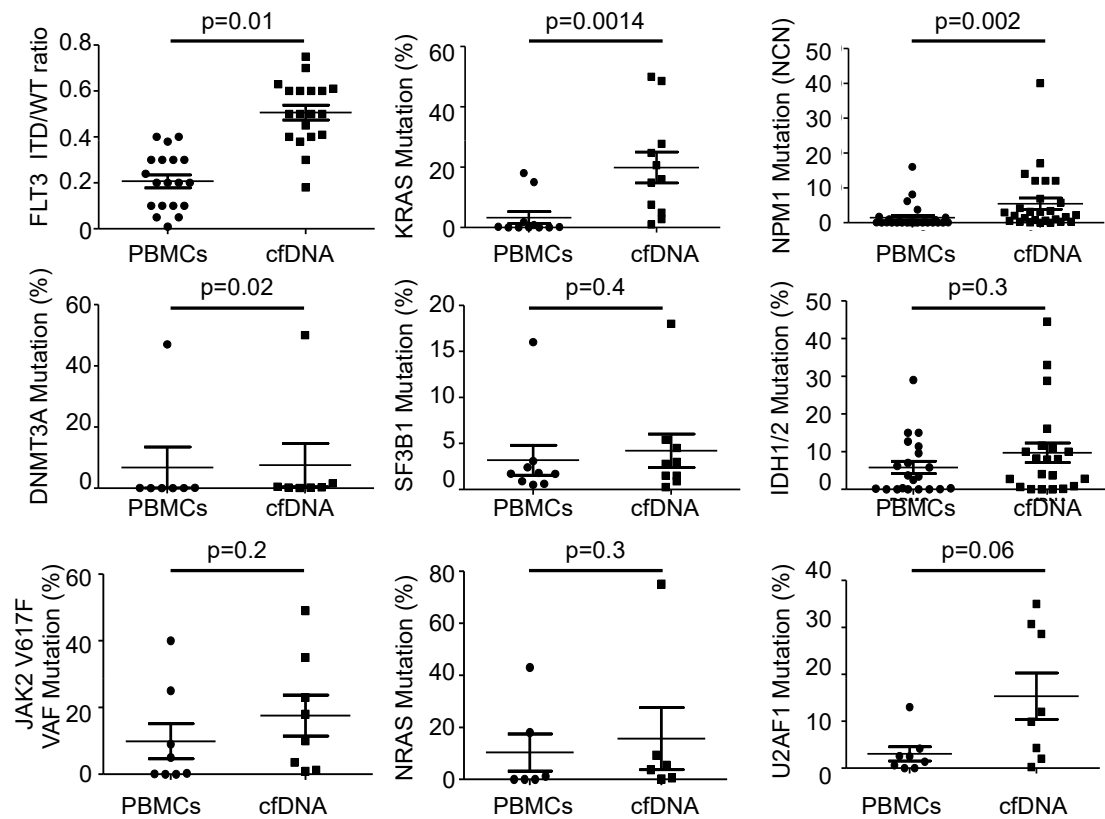 p=0.01
FLT3 ITD/WT ratio
0.8
0.6
0.4
0.2
0
PBMCs cfDNA
p=0.0014
KRAS Mutation (%)
60
40
20
0
PBMCs cfDNA
p=0.002
NPM1 Mutation (NCN)
50
40
30
20
10
0
PBMCs cfDNA
p=0.02
DNMT3A Mutation (%)
60
40
20
0
PBMCs cfDNA
p=0.4
SF3B1 Mutation (%)
20
15
10
5
0
PBMCs cfDNA
p=0.3
IDH1/2 Mutation (%)
50
40
30
20
10
0
PBMCs cfDNA
p=0.2
JAK2 V617F
VAF Mutation (%)
60
40
20
0
PBMCs cfDNA
p=0.3
NRAS Mutation (%)
80
60
40
20
0
PBMCs cfDNA
p=0.06
U2AF1 Mutation (%)
40
30
20
10
0
PBMCs cfDNA